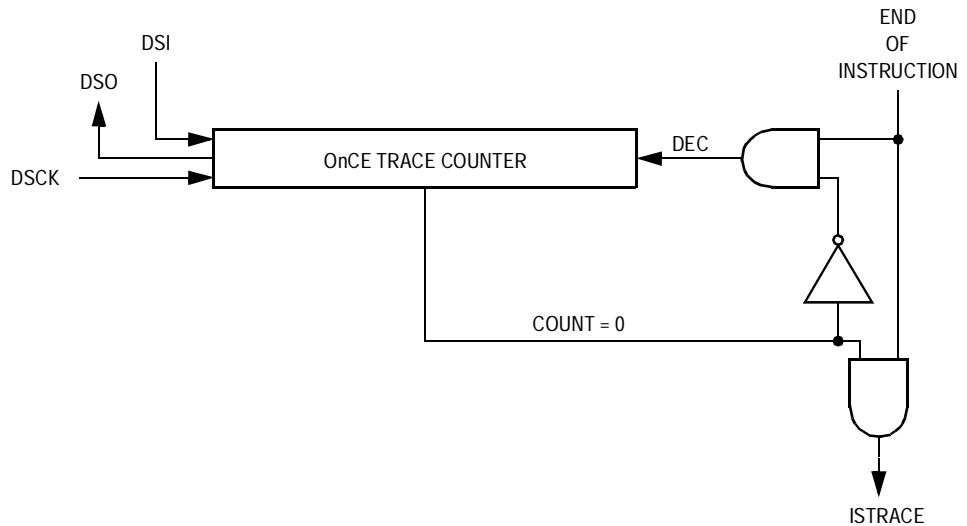 END
OF
INSTRUCTION
DSI
DSO
DSCK
OnCE TRACE COUNTER
DEC
COUNT = 0
ISTRACE